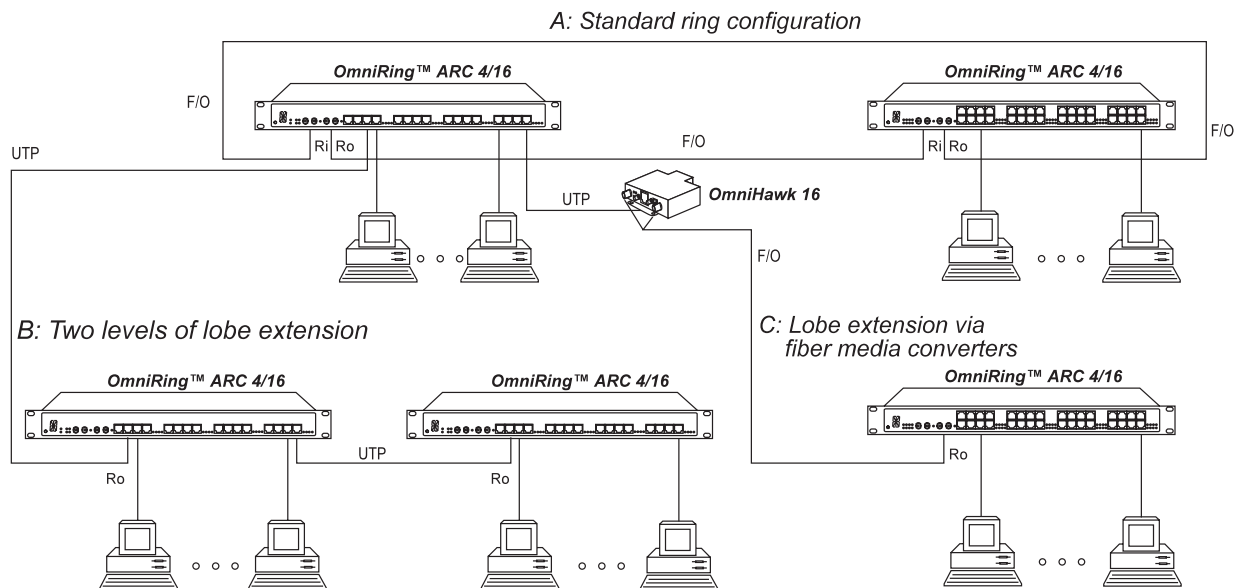 A: Standard ring configuration
OmniRing™ ARC 4/16
OmniRing™ ARC 4/16
F/O
F/O
F/O
Ri Ro
Ri Ro
UTP
UTP
OmniHawk 16
F/O
B: Two levels of lobe extension
C: Lobe extension via
fiber media converters
OmniRing™ ARC 4/16
OmniRing™ ARC 4/16
OmniRing™ ARC 4/16
UTP
Ro
Ro
Ro